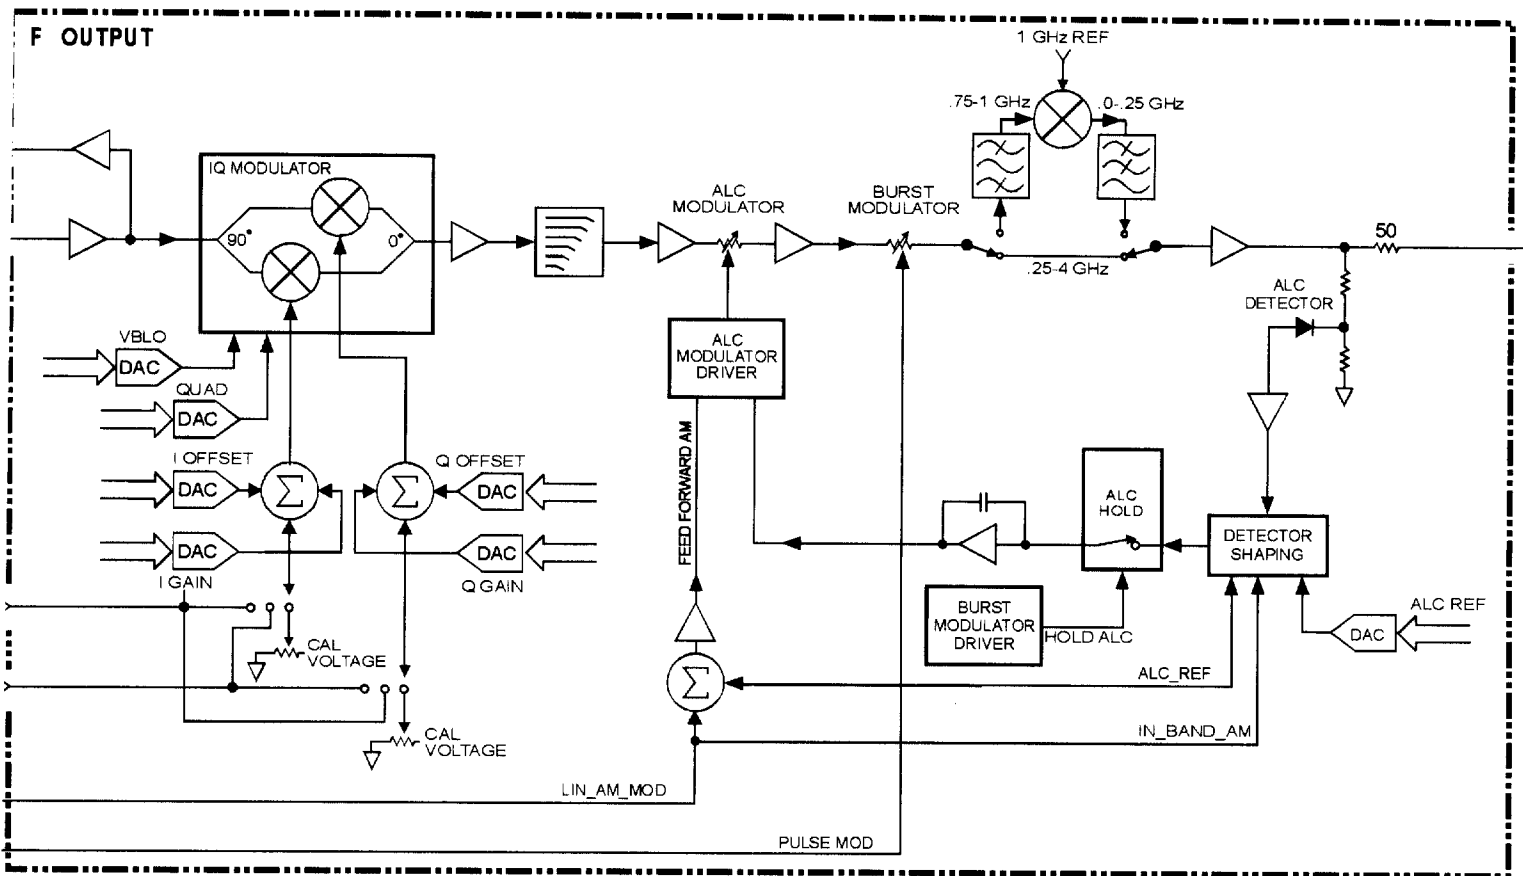 F OUTPUT
1 GHz REF
.75-1 GHz
.0-.25 GHz
IQ MODULATOR
90°
0°
ALC
MODULATOR
BURST
MODULATOR
.25-4 GHz
50
ALC
DETECTOR
VBLO
DAC
QUAD
DAC
ALC
MODULATOR
DRIVER
I OFFSET
DAC
Σ
Σ
Q OFFSET
DAC
FEED FORWARD AM
ALC
HOLD
DETECTOR
SHAPING
DAC
I GAIN
DAC
Q GAIN
BURST
MODULATOR
DRIVER
HOLD ALC
ALC REF
DAC
CAL
VOLTAGE
Σ
ALC_REF
CAL
VOLTAGE
IN_BAND_AM
LIN_AM_MOD
PULSE MOD